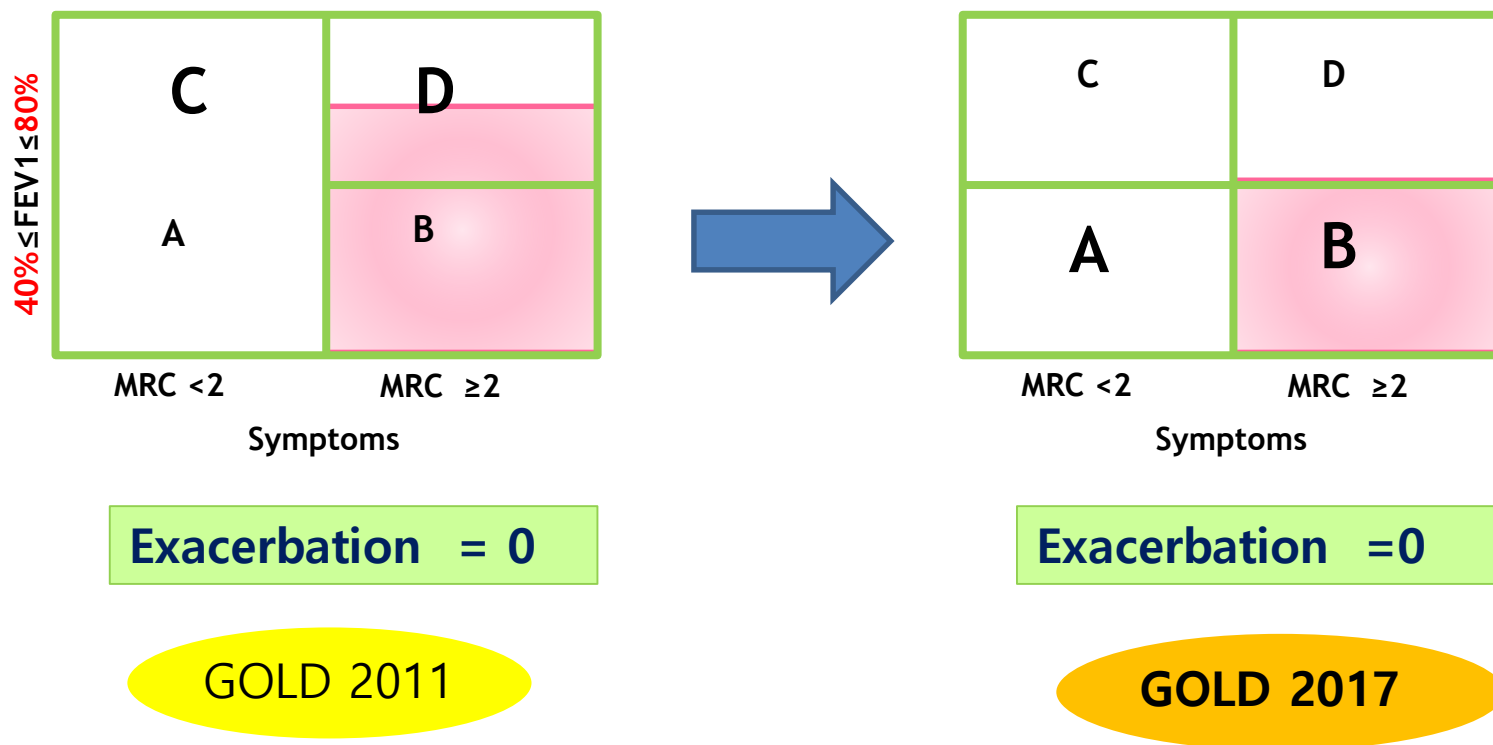 C D
A B
40%≤FEV1≤80%
MRC <2 MRC ≥2
Symptoms
Exacerbation = 0
GOLD 2011
C D
A B
MRC <2 MRC ≥2
Symptoms
Exacerbation =0
GOLD 2017